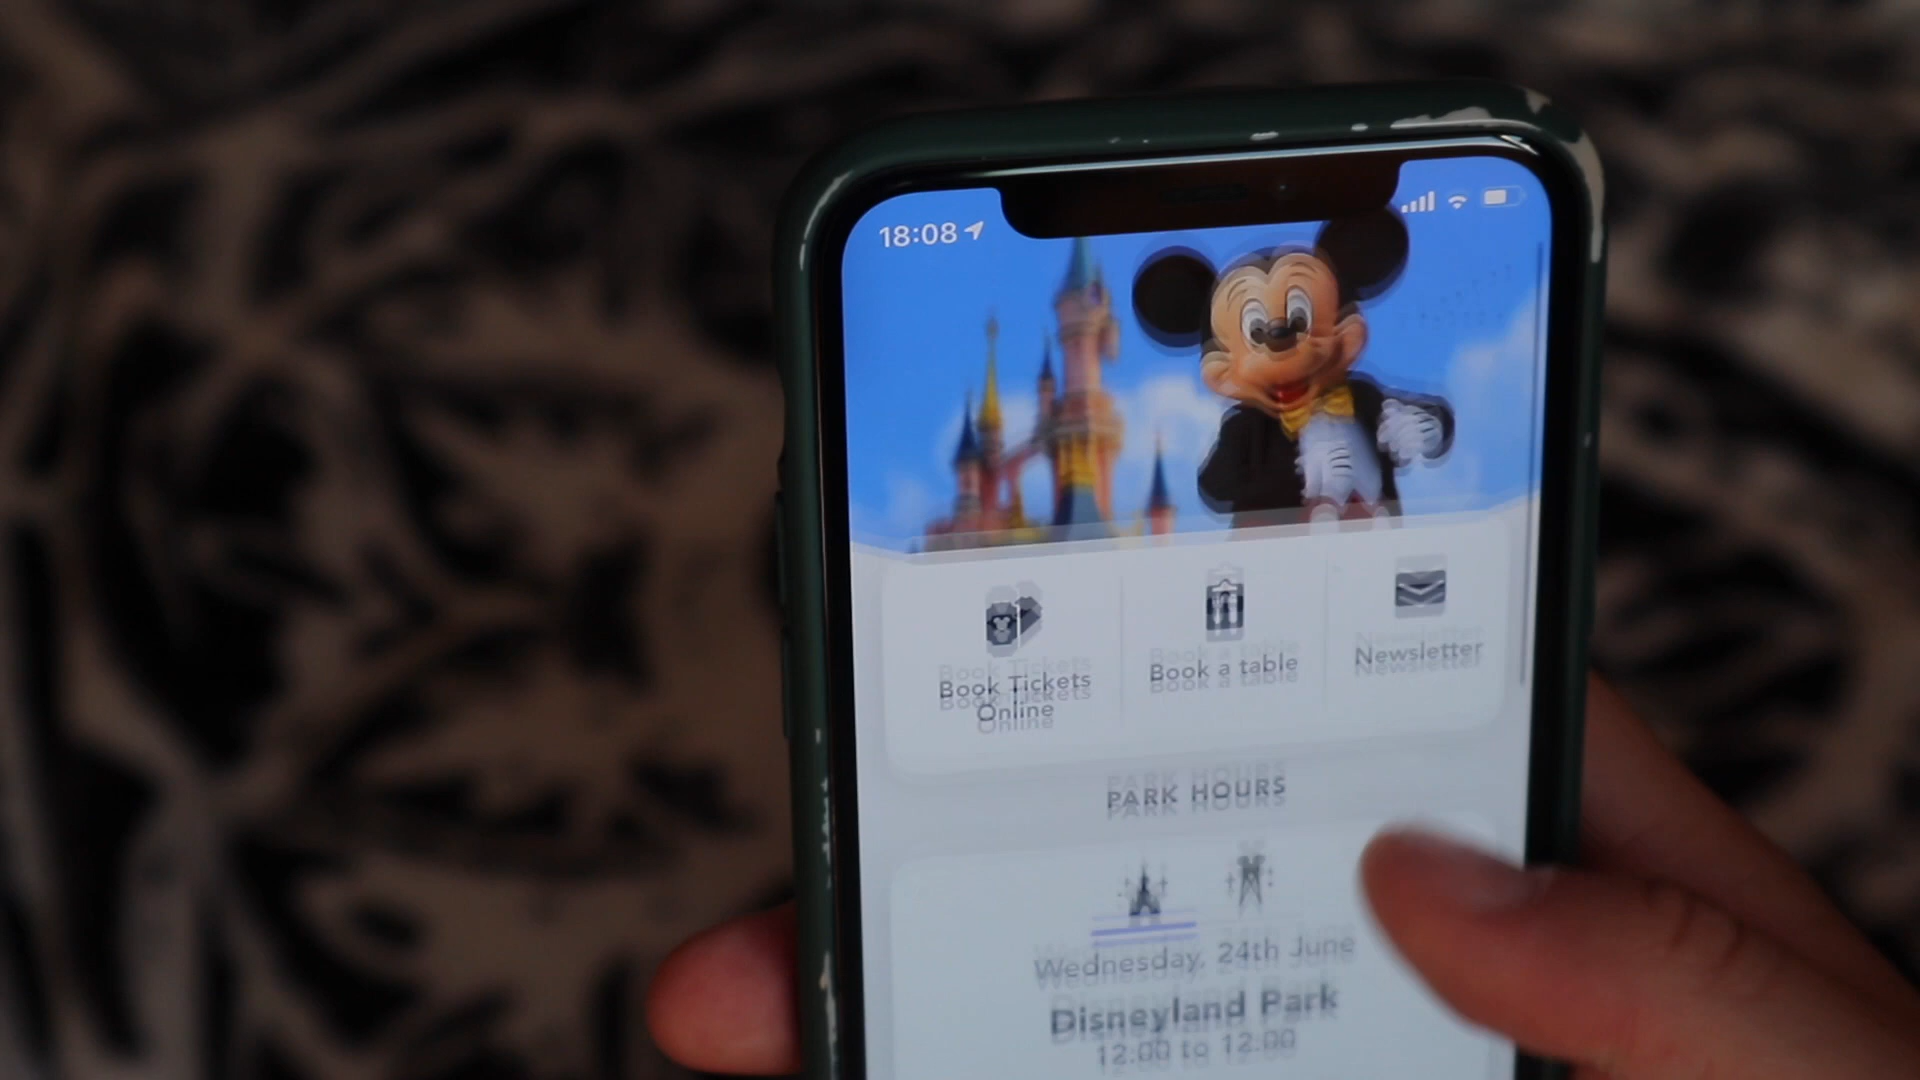 18:08
Book Tickets
Online
Book a table
Newsletter
PARK HOURS
Wednesday, 24th June
Disneyland Park
12:00 to 12:00